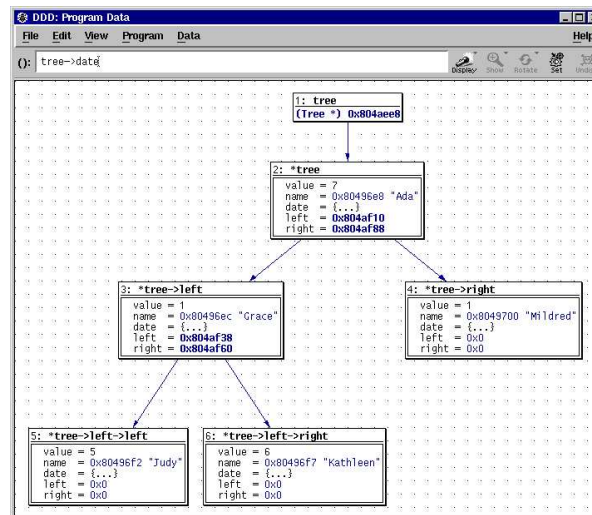 DDD: Program Data
File Edit View Program Data Help
(): tree->date
Display Show Rotate Set Undisp
1: tree
(Tree *) 0x804aee8
2: *tree
value = 7
name = 0x80496e8 "Ada"
date = {...}
left = 0x804af10
right = 0x804af88
3: *tree->left
value = 1
name = 0x80496ec "Grace"
date = {...}
left = 0x804af38
right = 0x804af60
4: *tree->right
value = 1
name = 0x8049700 "Mildred"
date = {...}
left = 0x0
right = 0x0
5: *tree->left->left
value = 5
name = 0x80496f2 "Judy"
date = {...}
left = 0x0
right = 0x0
6: *tree->left->right
value = 6
name = 0x80496f7 "Kathleen"
date = {...}
left = 0x0
right = 0x0